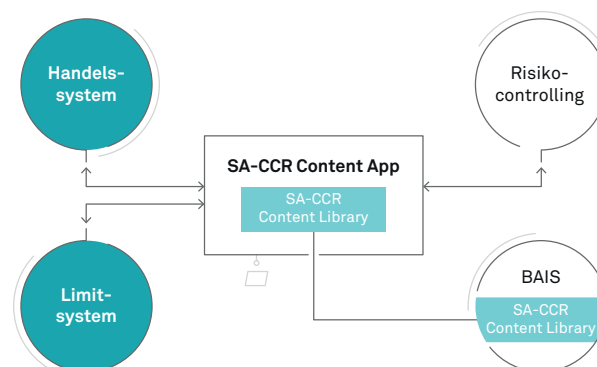 Handels-
system
Risiko-
controlling
SA-CCR Content App
SA-CCR
Content Library
Limit-
system
BAIS
SA-CCR
Content Library